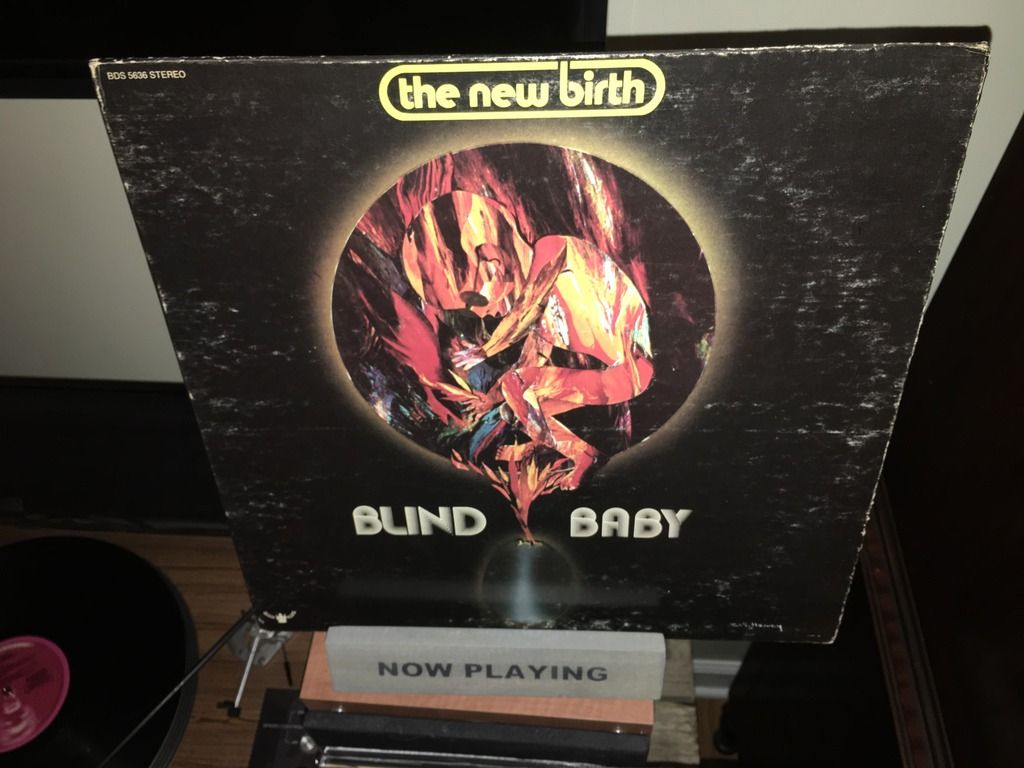 BDS 5636 STEREO
the new birth
BLIND BABY
NOW PLAYING